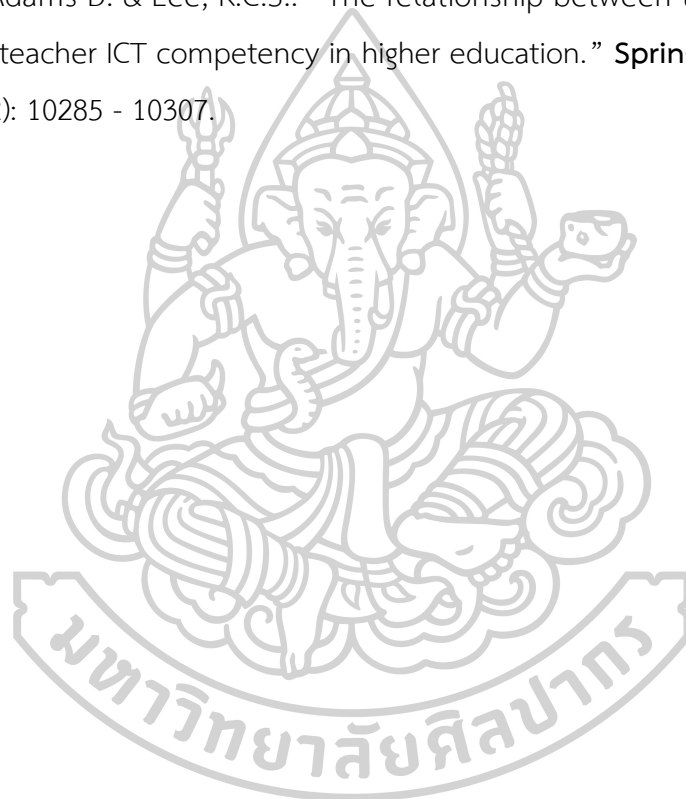 Adams D. & Lee, K.C.S.. “The relationship between
teacher ICT competency in higher education.” Sprin
): 10285 - 10307.
มหาวิทยาลัยศิลปากร